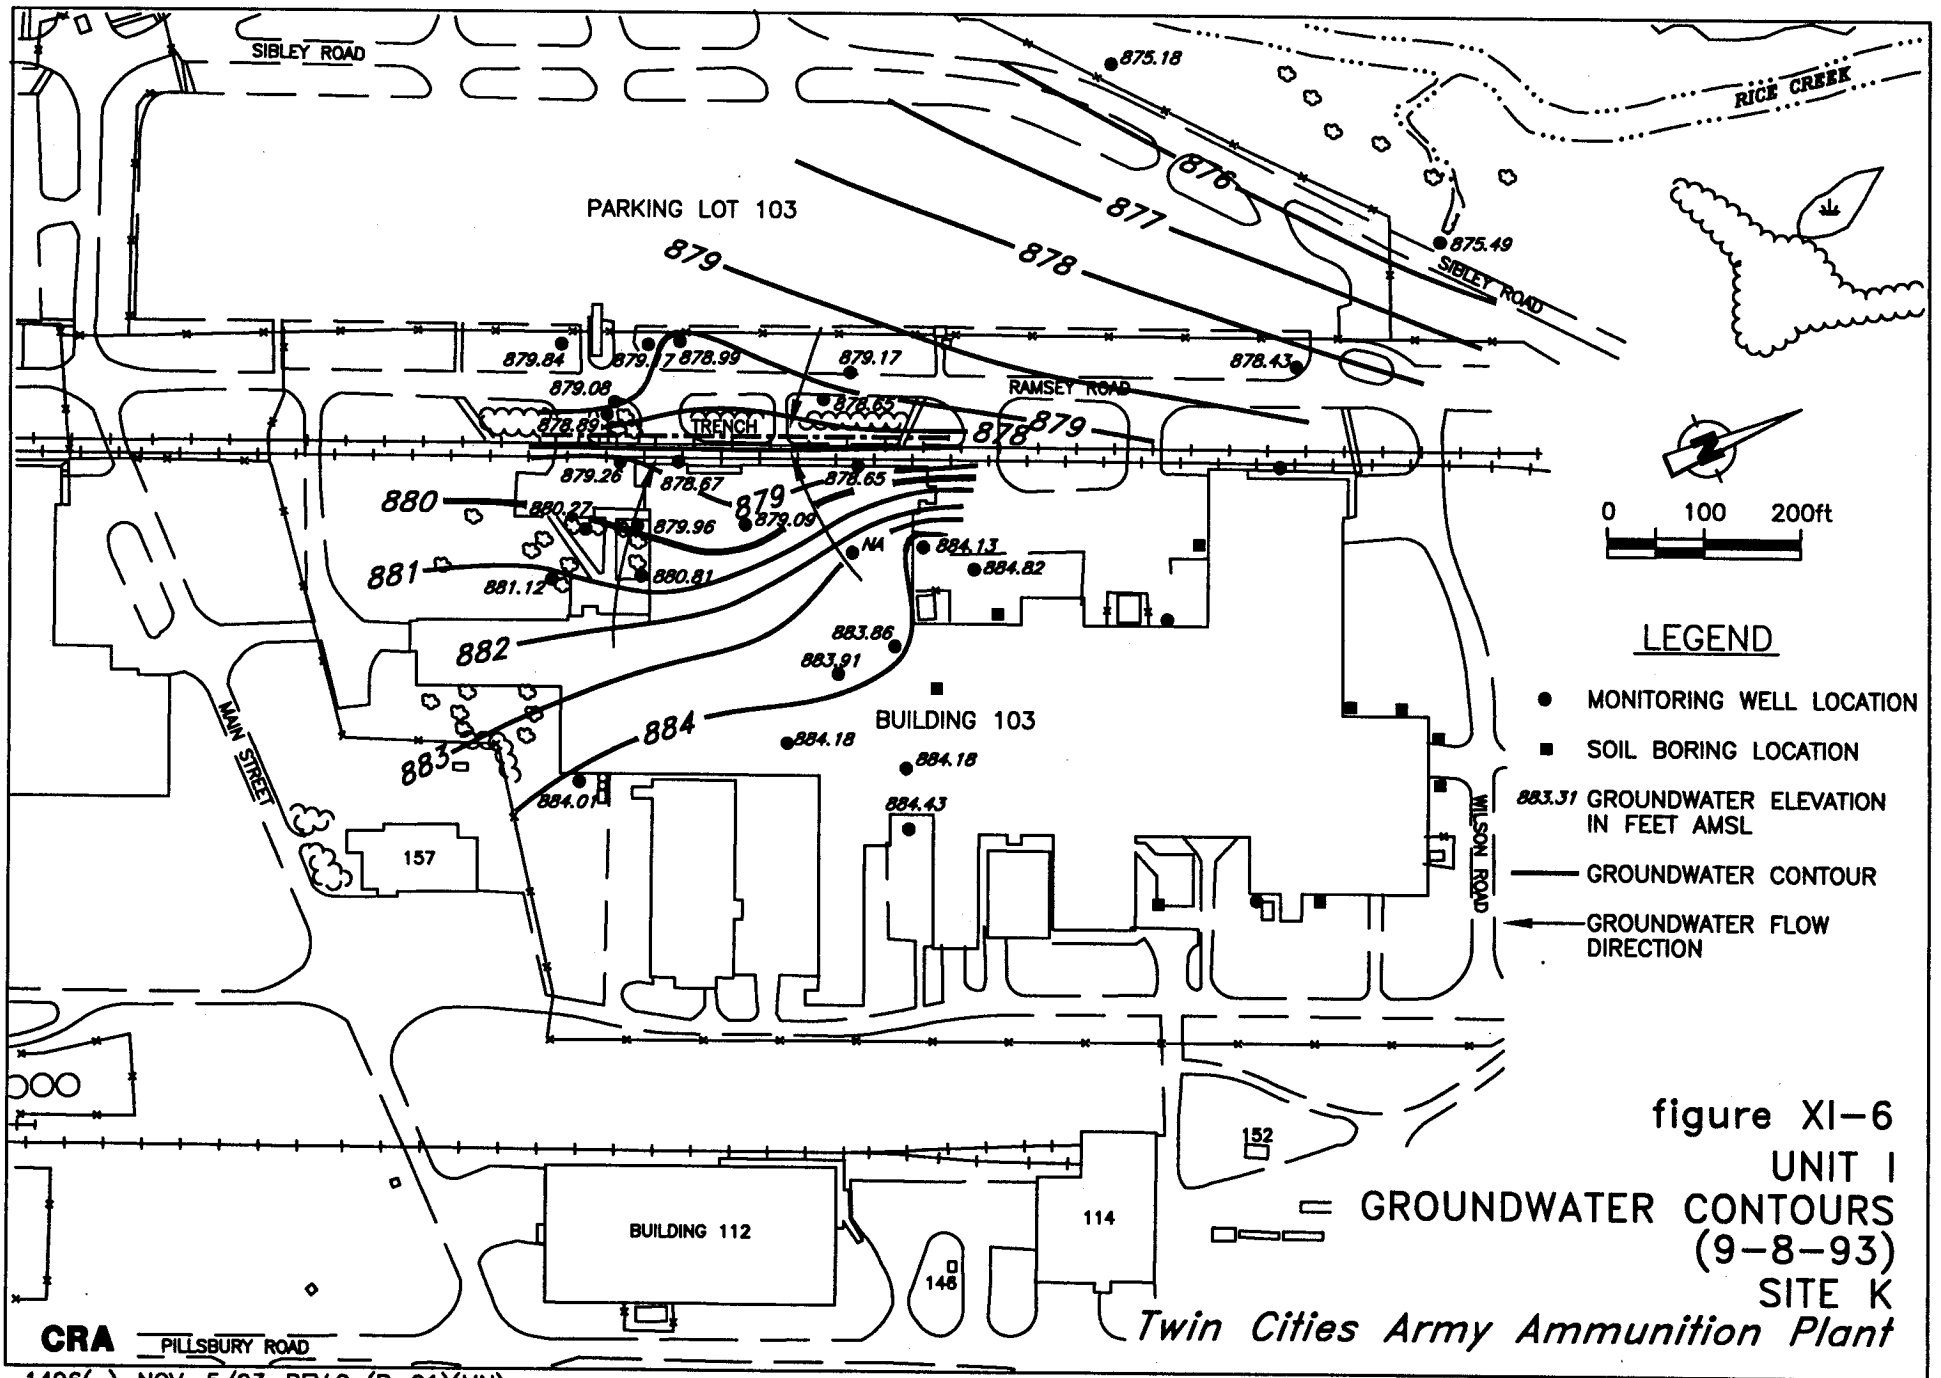 SIBLEY ROAD
875.18
RICE CREEK
876
PARKING LOT 103
877
875.49
879
878
SIBLEY ROAD
879.84
878.99
879.17
878.43
879.08
RAMSEY ROAD
878.65
878.89
TRENCH
878
879
N
879.26
878.67
878.65
880
879
880.27
879.96
879.09
0 100 200ft
NA
884.13
881
881.12
880.81
884.82
882
883.86
883.91
LEGEND
MONITORING WELL LOCATION
MAIN STREET
884
BUILDING 103
883
884.18
SOIL BORING LOCATION
884.18
884.01
884.43
883.31 GROUNDWATER ELEVATION
IN FEET AMSL
WILSON ROAD
157
GROUNDWATER CONTOUR
GROUNDWATER FLOW
DIRECTION
figure XI-6
152
UNIT I
GROUNDWATER CONTOURS
114
BUILDING 112
(9-8-93)
146
SITE K
Twin Cities Army Ammunition Plant
CRA
PILLSBURY ROAD